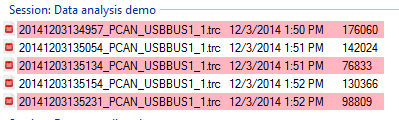 Session: Data analysis demo
20141203134957_PCAN_USBBUS1_1.trc 12/3/2014 1:50 PM 176060
20141203135054_PCAN_USBBUS1_1.trc 12/3/2014 1:51 PM 142024
20141203135134_PCAN_USBBUS1_1.trc 12/3/2014 1:51 PM 76833
20141203135154_PCAN_USBBUS1_1.trc 12/3/2014 1:52 PM 130366
20141203135231_PCAN_USBBUS1_1.trc 12/3/2014 1:52 PM 98809